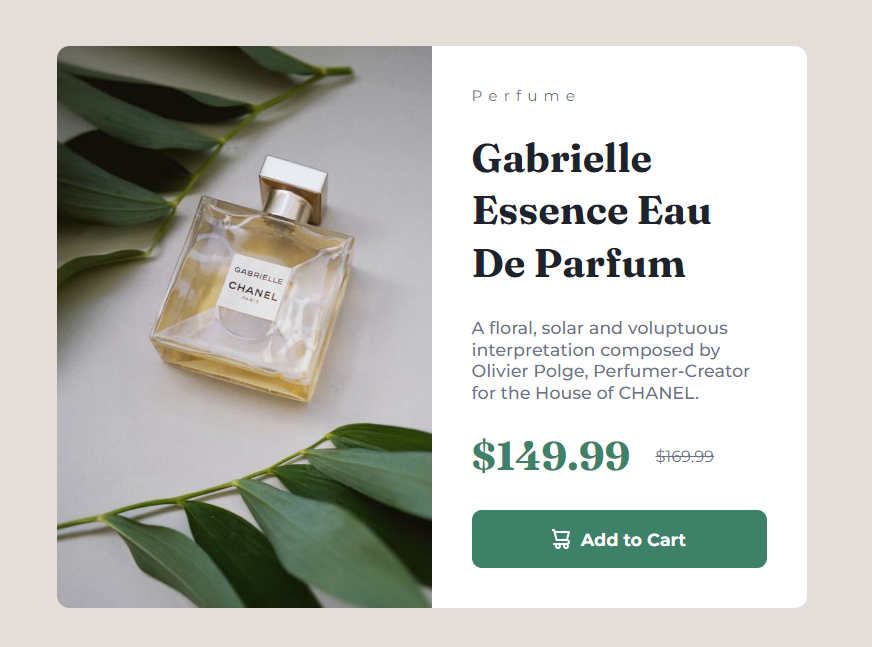 GABRIELLE
CHANEL
PARIS
Perfume
Gabrielle
Essence Eau
De Parfum
A floral, solar and voluptuous
interpretation composed by
Olivier Polge, Perfumer-Creator
for the House of CHANEL.
$149.99 $169.99
Add to Cart